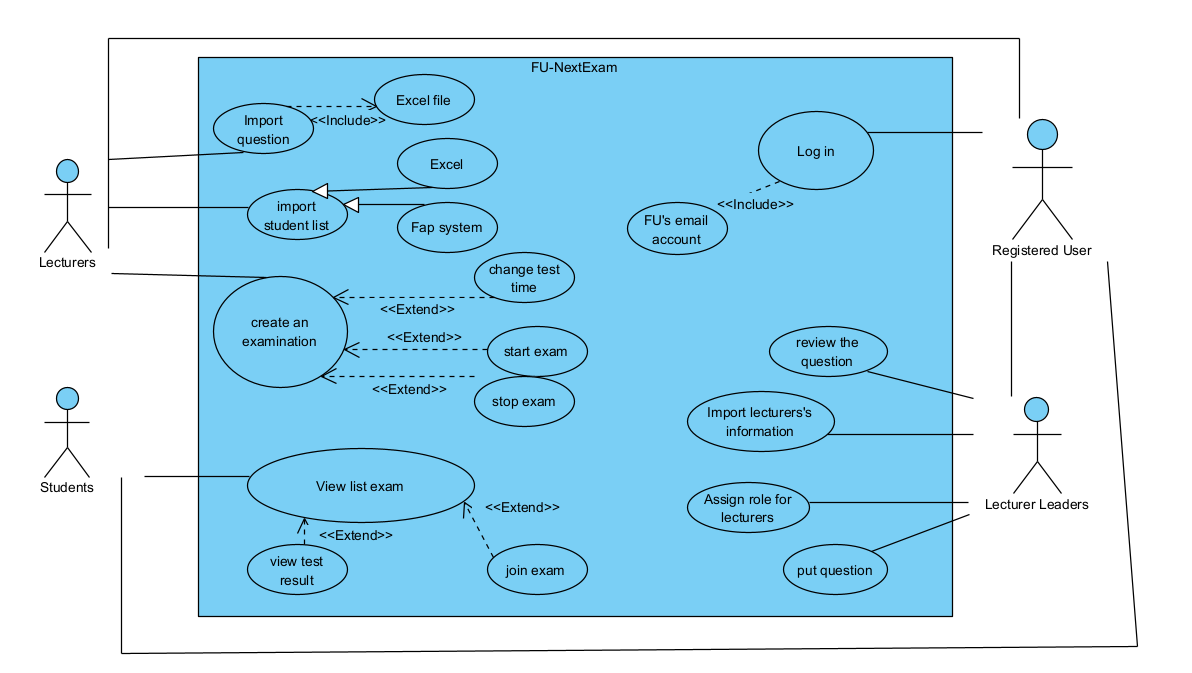 FU-NextExam
Excel file
Import
question
<<Include>>
Excel
import
student list
Fap system
Lecturers
Log in
<<Include>>
FU's email
account
Registered User
change test
time
<<Extend>>
create an
examination
<<Extend>>
start exam
<<Extend>>
stop exam
review the
question
Import lecturers's
information
Students
View list exam
Lecturer Leaders
Assign role for
lecturers
<<Extend>>
<<Extend>>
view test
result
join exam
put question